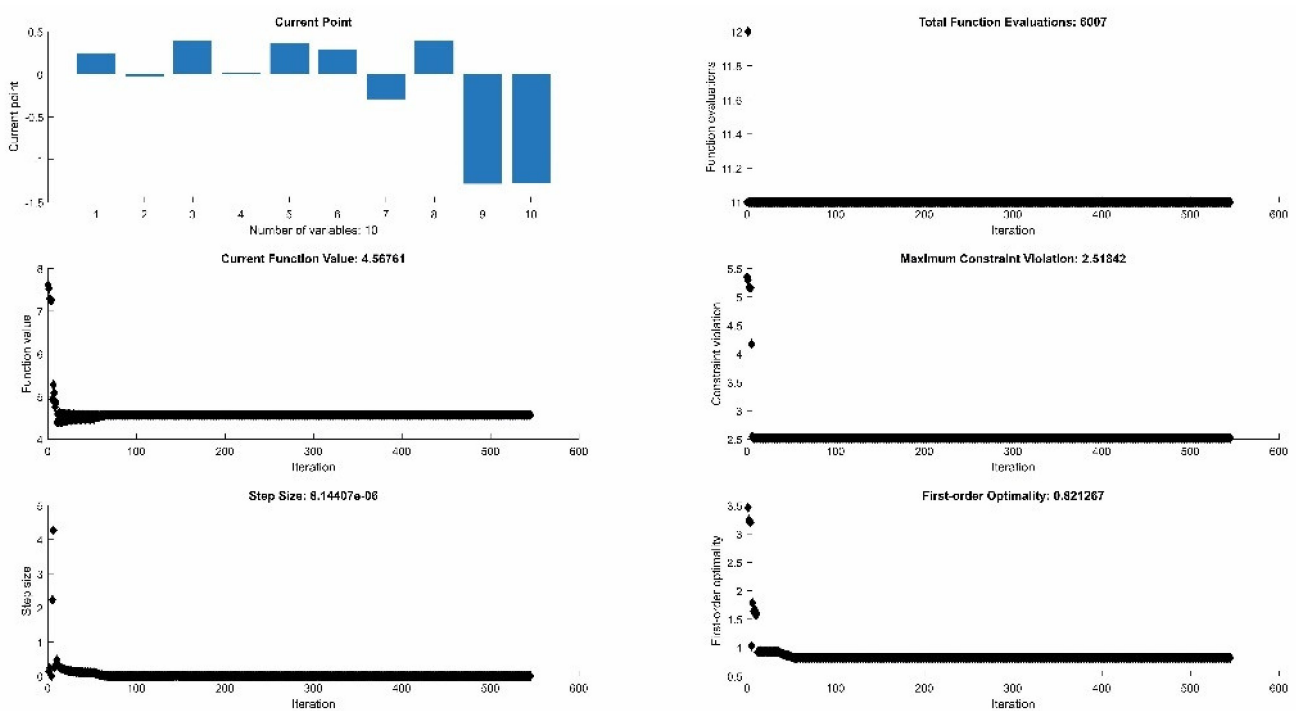 Current Point
0.5
0
-0.5
-1
-1.5
Current point
1 2 3 4 5 6 7 8 9 10
Number of variables: 10
Total Function Evaluations: 6007
12
11.8
11.6
11.4
11.2
11
Function evaluations
0 100 200 300 400 500 600
Iteration
Current Function Value: 4.56761
8
7
6
5
4
Function value
0 100 200 300 400 500 600
Iteration
Maximum Constraint Violation: 2.51842
5.5
5
4.5
4
3.5
3
2.5
Constraint violation
0 100 200 300 400 500 600
Iteration
Step Size: 8.14407e-06
5
4
3
2
1
0
Step size
0 100 200 300 400 500 600
Iteration
First-order Optimality: 0.821267
3.5
3
2.5
2
1.5
1
0.5
First-order optimality
0 100 200 300 400 500 600
Iteration